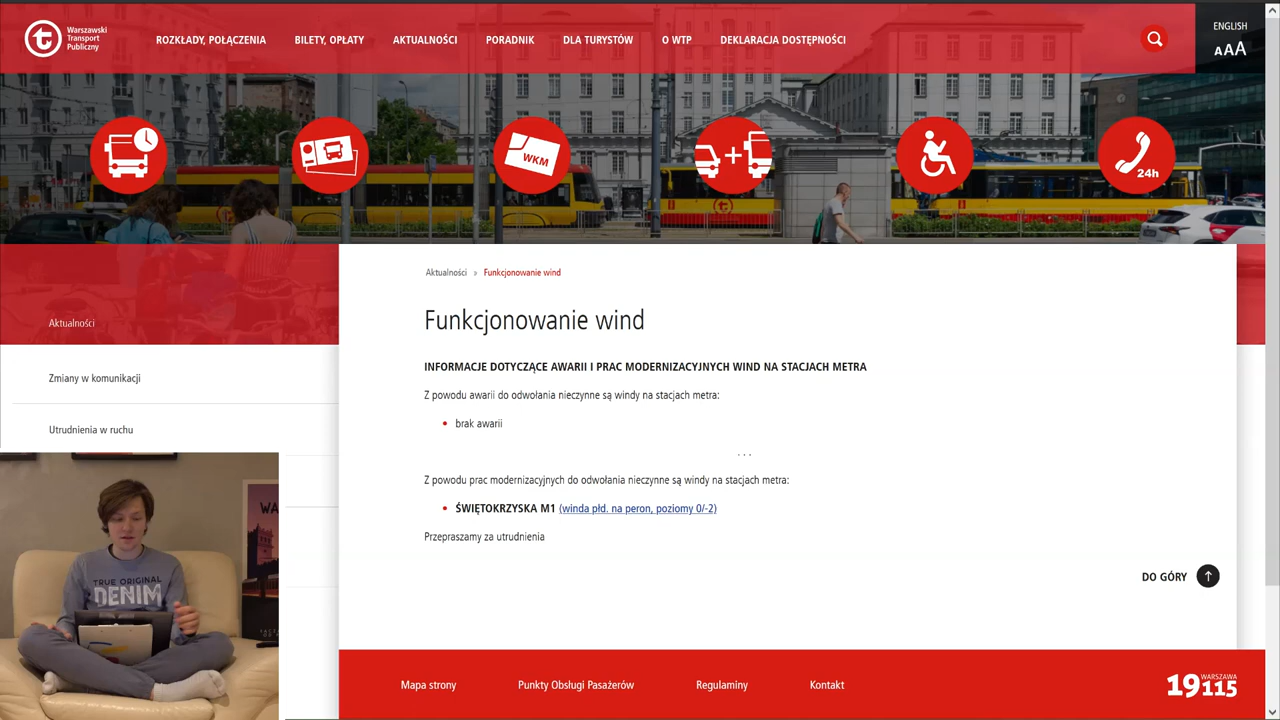 Warszawski
Transport
Publiczny
ROZKŁADY, POŁĄCZENIA
BILETY, OPŁATY
AKTUALNOŚCI
PORADNIK
DLA TURYSTÓW
O WTP
DEKLARACJA DOSTĘPNOŚCI
ENGLISH
AAA
WKM
24h
Aktualności » Funkcjonowanie wind
Funkcjonowanie wind
Aktualności
INFORMACJE DOTYCZĄCE AWARII I PRAC MODERNIZACYJNYCH WIND NA STACJACH METRA
Zmiany w komunikacji
Z powodu awarii do odwołania nieczynne są windy na stacjach metra:
• brak awarii
Utrudnienia w ruchu
. . .
Z powodu prac modernizacyjnych do odwołania nieczynne są windy na stacjach metra:
• ŚWIĘTOKRZYSKA M1 (winda płd. na peron, poziomy 0/-2)
Przepraszamy za utrudnienia
DO GÓRY
TRUE ORIGINAL
DENIM
WA
Mapa strony
Punkty Obsługi Pasażerów
Regulaminy
Kontakt
19115
WARSZAWA